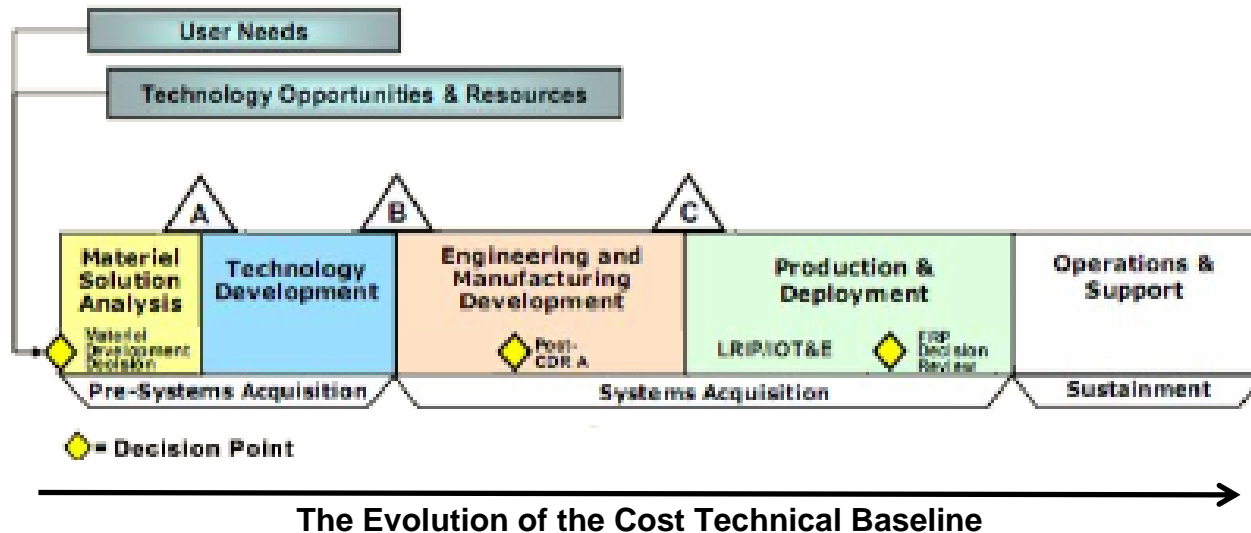 User Needs
Technology Opportunities & Resources
A
B
C
Materiel
Solution
Analysis
Technology
Development
Engineering and
Manufacturing
Development
Production &
Deployment
Operations &
Support
Materiel
Development
Decision
Post-
CDR A
LRIP/IOT&E
FRP
Decision
Review
Pre-Systems Acquisition
Systems Acquisition
Sustainment
= Decision Point
The Evolution of the Cost Technical Baseline